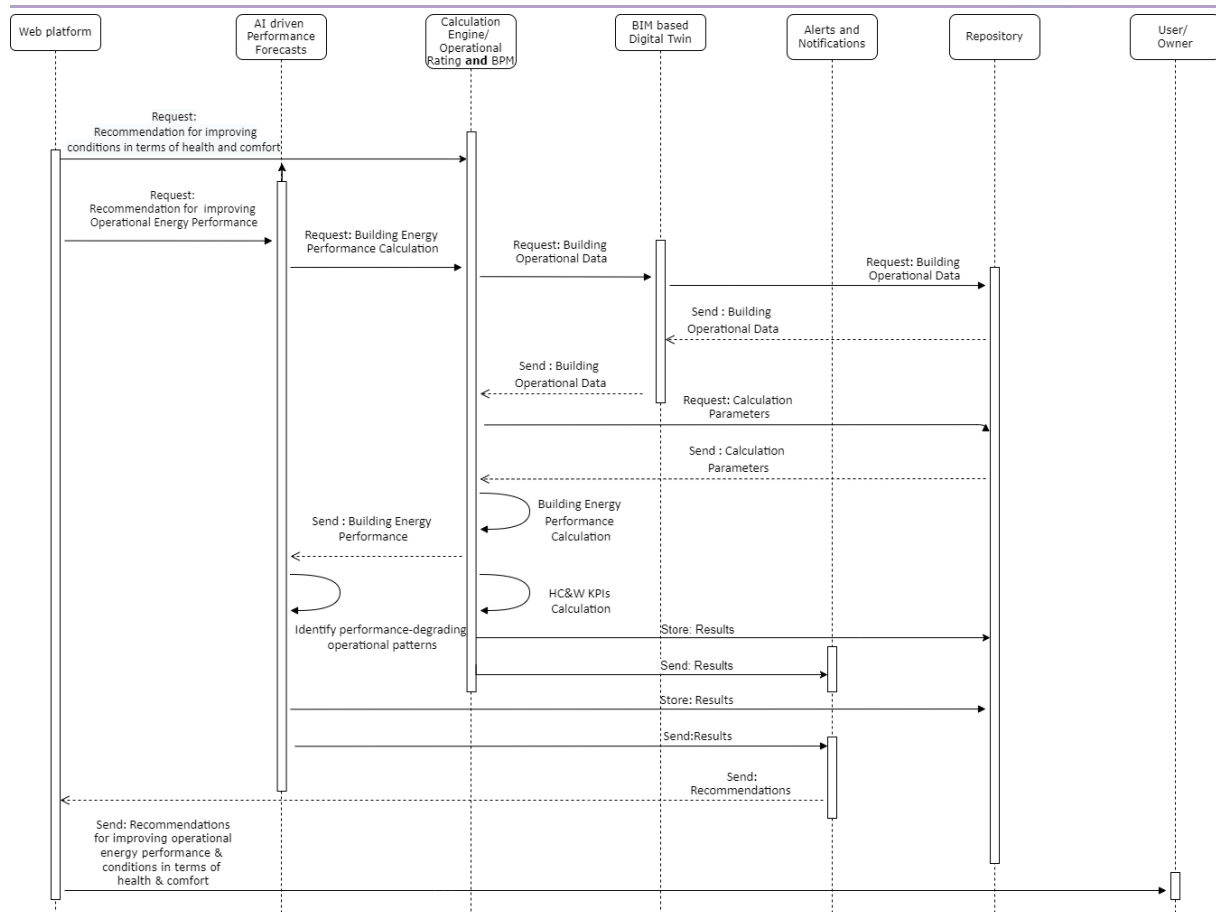 Web platform
AI driven
Performance
Forecasts
Calculation
Engine/
Operational
Rating and BPM
BIM based
Digital Twin
Alerts and
Notifications
Repository
User/
Owner
Request:
Recommendation for improving
conditions in terms of health and comfort
Request:
Recommendation for improving
Operational Energy Performance
Request: Building Energy
Performance Calculation
Request: Building
Operational Data
Request: Building
Operational Data
Send : Building
Operational Data
Send : Building
Operational Data
Request: Calculation
Parameters
Send : Calculation
Parameters
Building Energy
Performance
Calculation
Send : Building Energy
Performance
HC&W KPIs
Calculation
Identify performance-degrading
operational patterns
Store: Results
Send: Results
Store: Results
Send:Results
Send:
Recommendations
Send: Recommendations
for improving operational
energy performance &
conditions in terms of
health & comfort